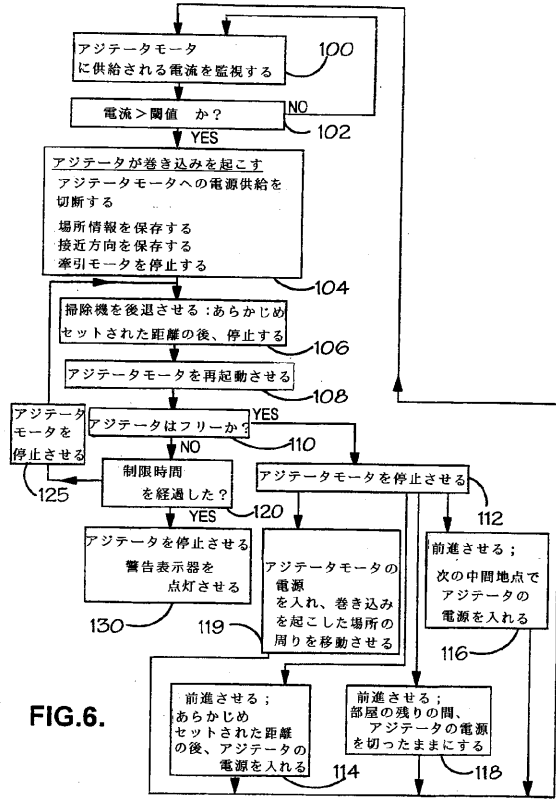 アジテータモータ
に供給される電流を監視する
100
電流>閾値 か?
NO
102
YES
アジテータが巻き込みを起こす
アジテータモータへの電源供給を
切断する
場所情報を保存する
接近方向を保存する
牽引モータを停止する
104
掃除機を後退させる:あらかじめ
セットされた距離の後、停止する
106
アジテータモータを再起動させる
108
アジテータはフリーか?
YES
110
NO
アジテータ
モータを
停止させる
125
制限時間
を経過した?
120
YES
アジテータモータを停止させる
112
アジテータを停止させる
警告表示器を
点灯させる
130
アジテータモータの
電源
を入れ、巻き込み
を起こした場所の
周りを移動させる
119
前進させる;
次の中間地点で
アジテータの
電源を入れる
116
前進させる;
あらかじめ
セットされた距離
の後、アジテータの
電源を入れる
114
前進させる;
部屋の残りの間、
アジテータの電源
を切ったままにする
118
FIG.6.